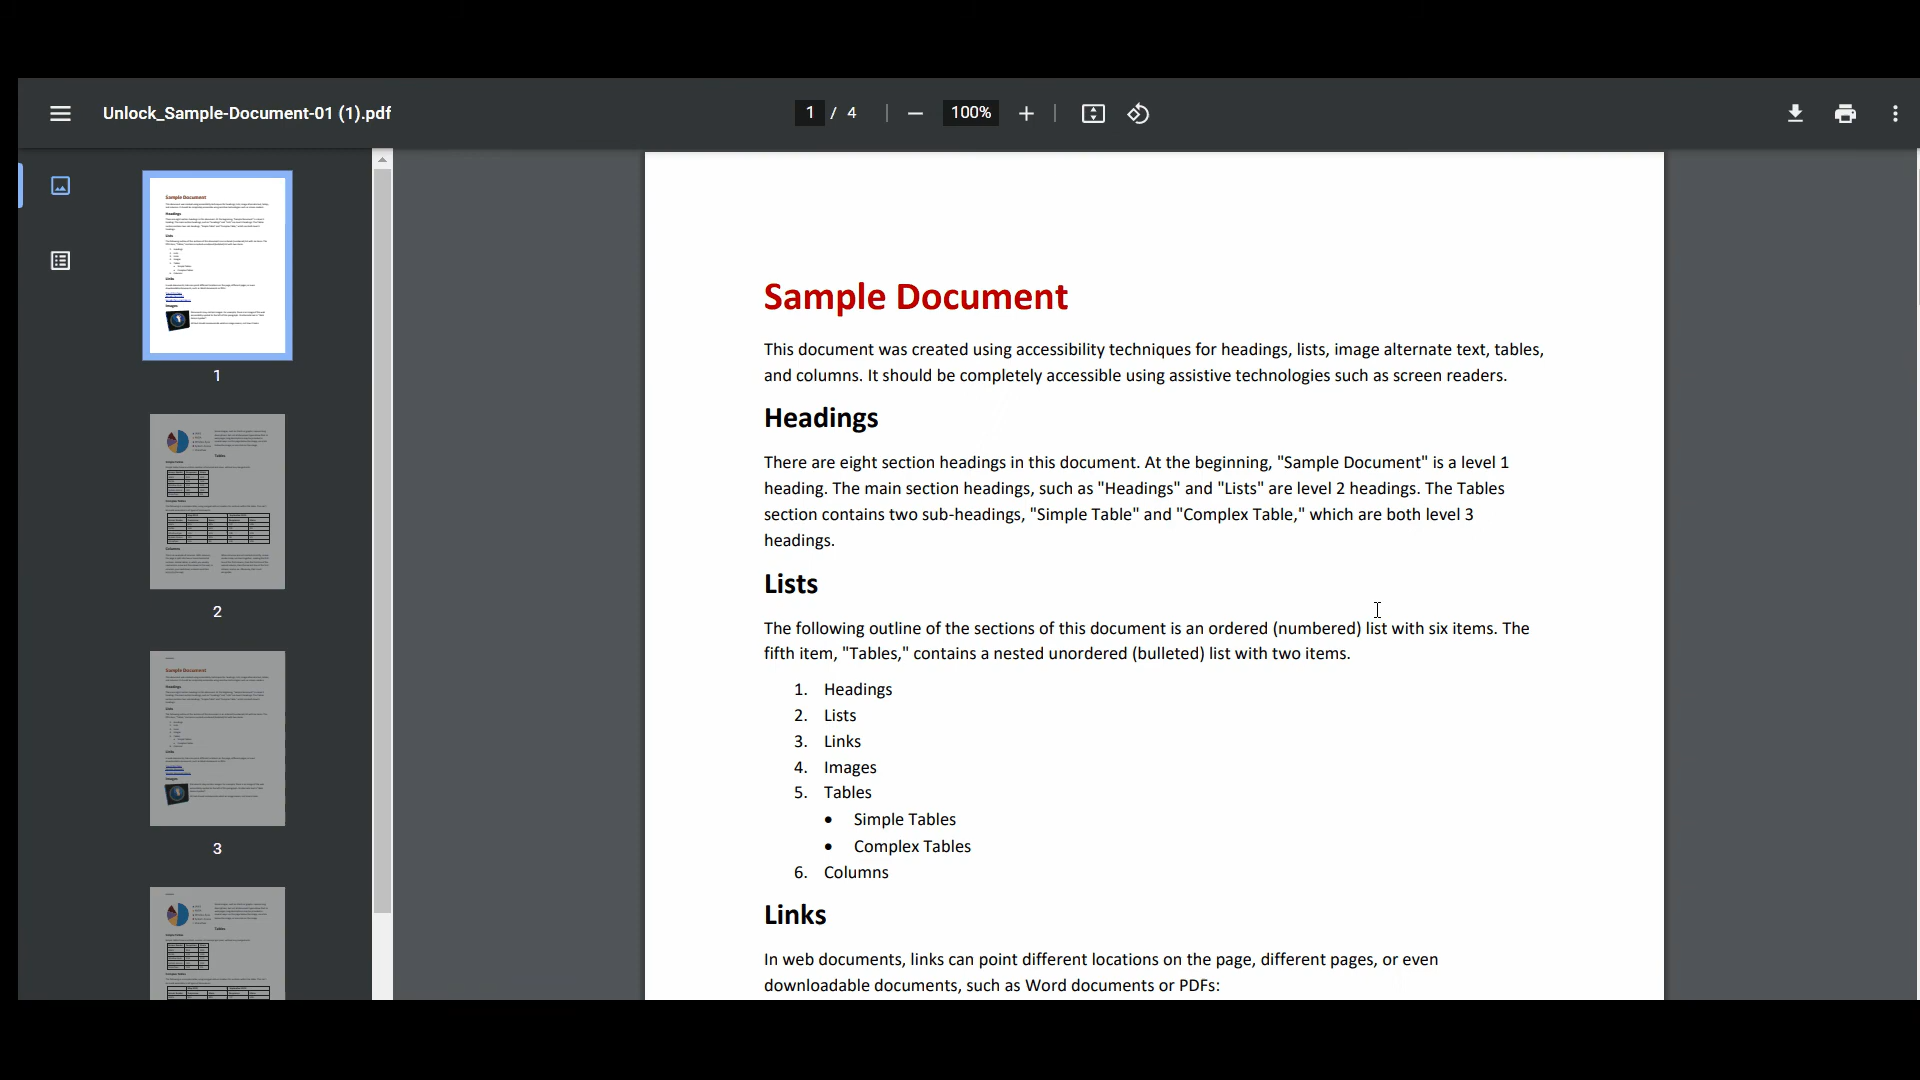 Unlock_Sample-Document-01 (1).pdf
1 / 4
100%
1
2
3
Sample Document
This document was created using accessibility techniques for headings, lists, image alternate text, tables,
and columns. It should be completely accessible using assistive technologies such as screen readers.
Headings
There are eight section headings in this document. At the beginning, "Sample Document" is a level 1
heading. The main section headings, such as "Headings" and "Lists" are level 2 headings. The Tables
section contains two sub-headings, "Simple Table" and "Complex Table," which are both level 3
headings.
Lists
The following outline of the sections of this document is an ordered (numbered) list with six items. The
fifth item, "Tables," contains a nested unordered (bulleted) list with two items.
1. Headings
2. Lists
3. Links
4. Images
5. Tables
• Simple Tables
• Complex Tables
6. Columns
Links
In web documents, links can point different locations on the page, different pages, or even
downloadable documents, such as Word documents or PDFs: